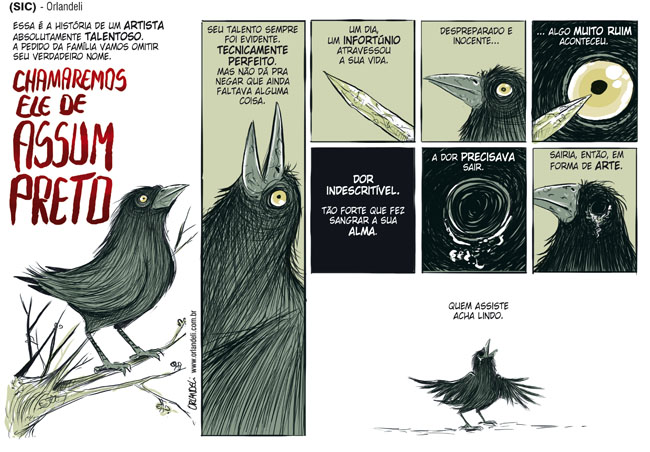 (SIC) - Orlandeli
ESSA É A HISTÓRIA DE UM ARTISTA
ABSOLUTAMENTE TALENTOSO.
A PEDIDO DA FAMÍLIA VAMOS OMITIR
SEU VERDADEIRO NOME.
CHAMAREMOS
ELE DE
ASSUM
PRETO
SEU TALENTO SEMPRE
FOI EVIDENTE.
TECNICAMENTE
PERFEITO.
MAS NÃO DÁ PRA
NEGAR QUE AINDA
FALTAVA ALGUMA
COISA.
UM DIA,
UM INFORTÚNIO
ATRAVESSOU
A SUA VIDA.
DESPREPARADO E
INOCENTE...
... ALGO MUITO RUIM
ACONTECEU.
DOR
INDESCRITÍVEL.
TÃO FORTE QUE FEZ
SANGRAR A SUA
ALMA.
A DOR PRECISAVA
SAIR.
SAIRIA, ENTÃO, EM
FORMA DE ARTE.
QUEM ASSISTE
ACHA LINDO.
ORLANDELI
www.orlandeli.com.br